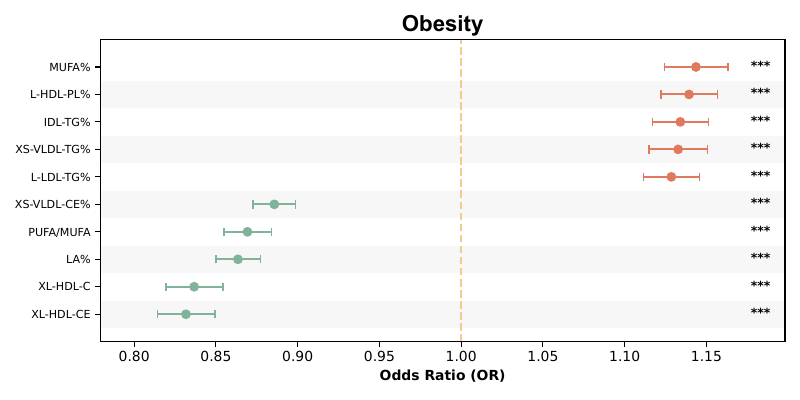 Obesity
MUFA% ***
L-HDL-PL% ***
IDL-TG% ***
XS-VLDL-TG% ***
L-LDL-TG% ***
XS-VLDL-CE% ***
PUFA/MUFA ***
LA% ***
XL-HDL-C ***
XL-HDL-CE ***
0.80 0.85 0.90 0.95 1.00 1.05 1.10 1.15
Odds Ratio (OR)